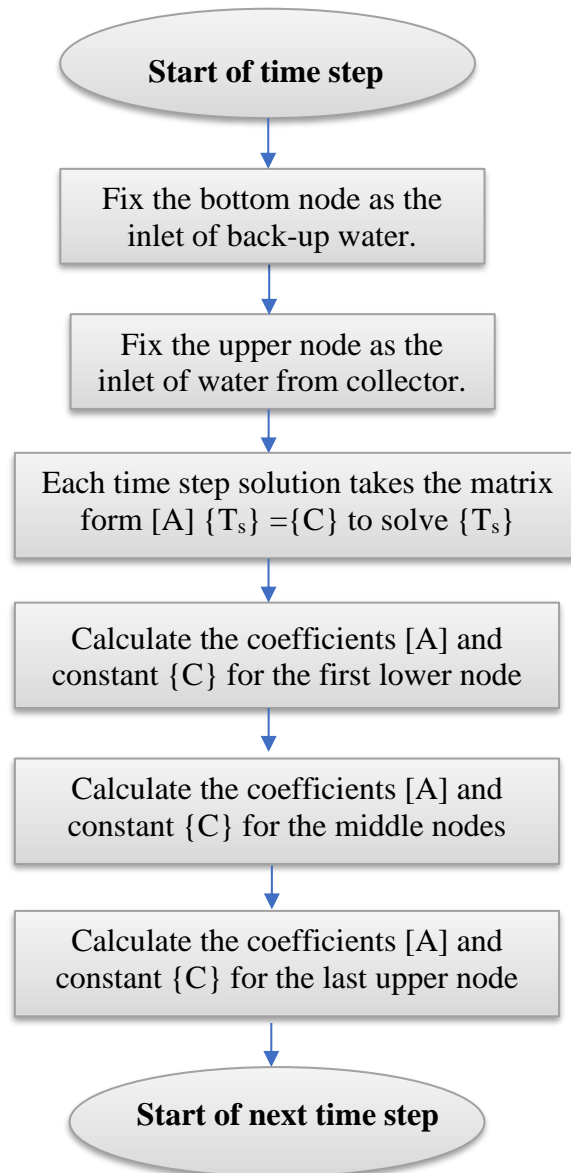 Start of time step
Fix the bottom node as the
inlet of back-up water.
Fix the upper node as the
inlet of water from collector.
Each time step solution takes the matrix
form [A] {Tₛ} ={C} to solve {Tₛ}
Calculate the coefficients [A] and
constant {C} for the first lower node
Calculate the coefficients [A] and
constant {C} for the middle nodes
Calculate the coefficients [A] and
constant {C} for the last upper node
Start of next time step